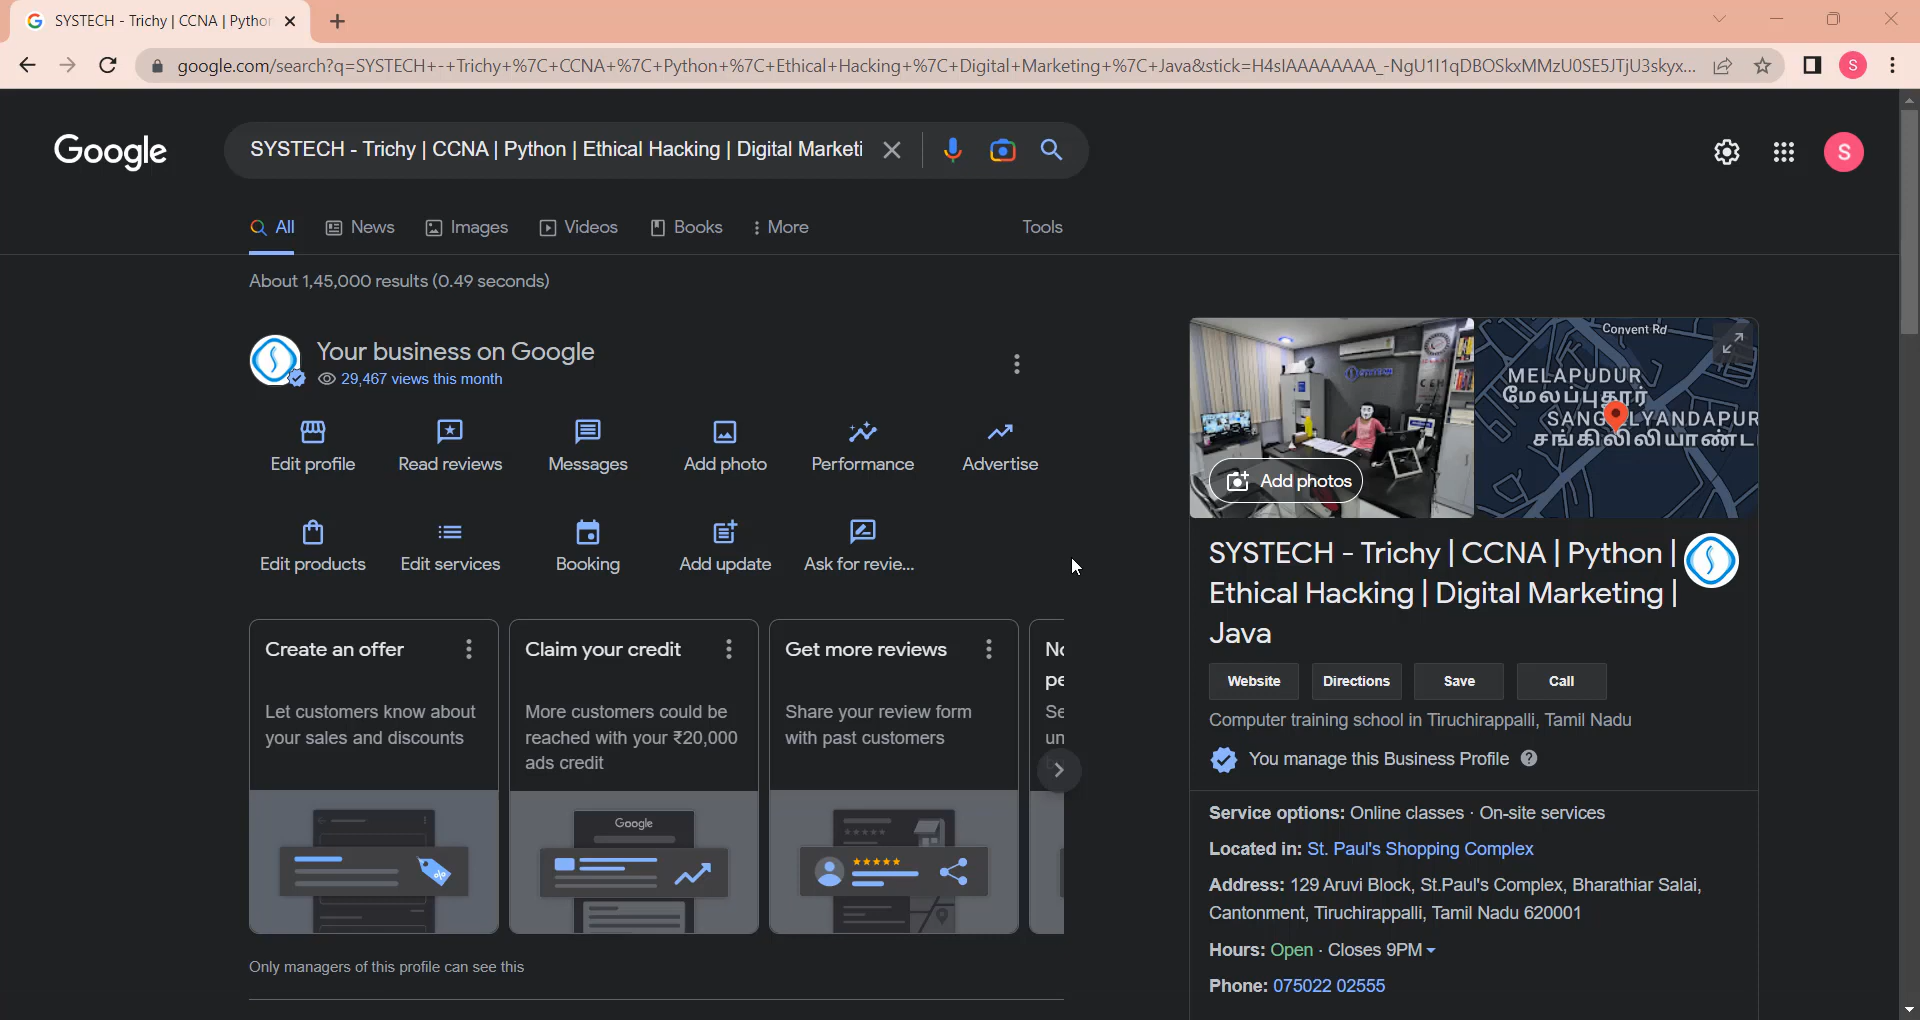 SYSTECH - Trichy | CCNA | Pytho
google.com/search?q=SYSTECH+-+Trichy+%7C+CCNA+%7C+Python+%7C+Ethical+Hacking+%7C+Digital+Marketing+%7C+Java&stick=H4sIAAAAAAAA_-NgU1I1qDBOSkxMMzU0SE5JTjU3skyx...
S
Google
SYSTECH - Trichy | CCNA | Python | Ethical Hacking | Digital Marketi
S
All
News
Images
Videos
Books
More
Tools
About 1,45,000 results (0.49 seconds)
Your business on Google
29,467 views this month
Edit profile
Read reviews
Messages
Add photo
Performance
Advertise
Edit products
Edit services
Booking
Add update
Ask for revie...
Create an offer
Let customers know about
your sales and discounts
Claim your credit
More customers could be
reached with your ₹20,000
ads credit
Google
Get more reviews
Share your review form
with past customers
pe
Se
un
Only managers of this profile can see this
Add photos
Convent Rd
MELAPUDUR
மேலப்புதூர்
YANDAPUR
SYSTECH - Trichy | CCNA | Python |
Ethical Hacking | Digital Marketing |
Java
Website
Directions
Save
Call
Computer training school in Tiruchirappalli, Tamil Nadu
You manage this Business Profile
Service options: Online classes · On-site services
Located in: St. Paul's Shopping Complex
Address: 129 Aruvi Block, St.Paul's Complex, Bharathiar Salai,
Cantonment, Tiruchirappalli, Tamil Nadu 620001
Hours: Open · Closes 9PM
Phone: 075022 02555